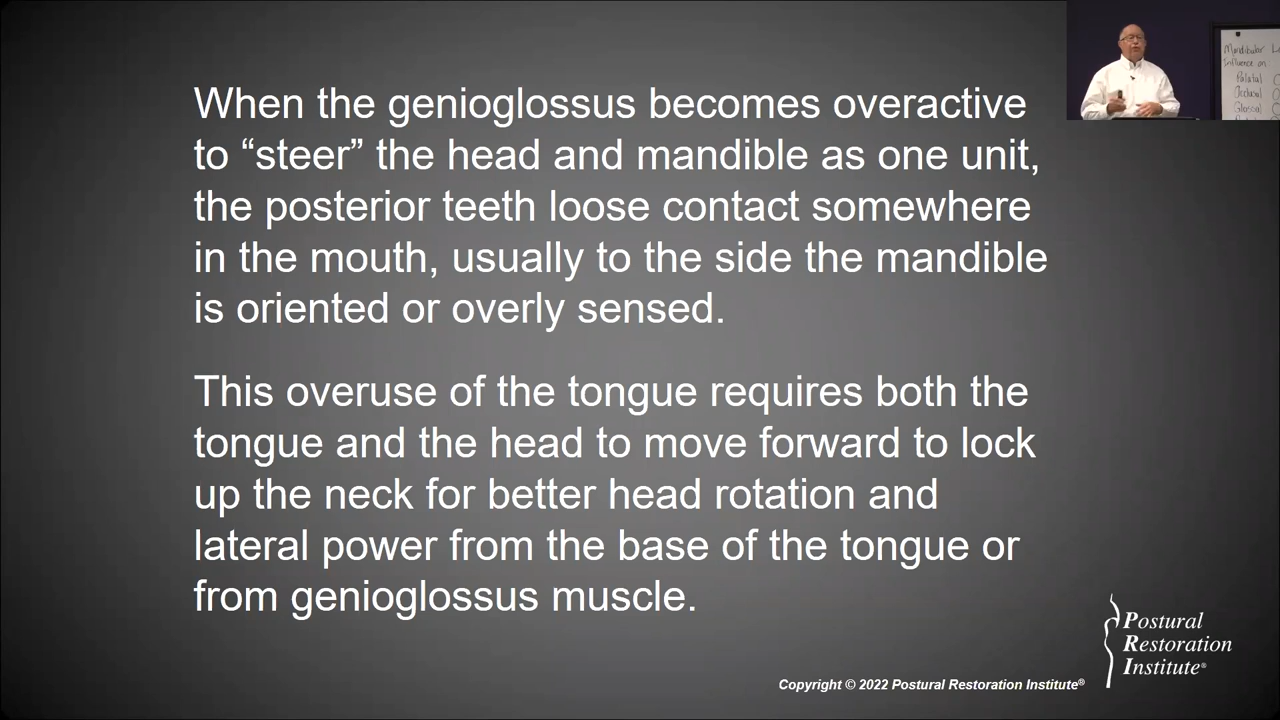 When the genioglossus becomes overactive
to “steer” the head and mandible as one unit,
the posterior teeth loose contact somewhere
in the mouth, usually to the side the mandible
is oriented or overly sensed.
This overuse of the tongue requires both the
tongue and the head to move forward to lock
up the neck for better head rotation and
lateral power from the base of the tongue or
from genioglossus muscle.
Mandibular
Influence on
Palatal
Occlusal
Glossal
Postural
Restoration
Institute®
Copyright © 2022 Postural Restoration Institute®